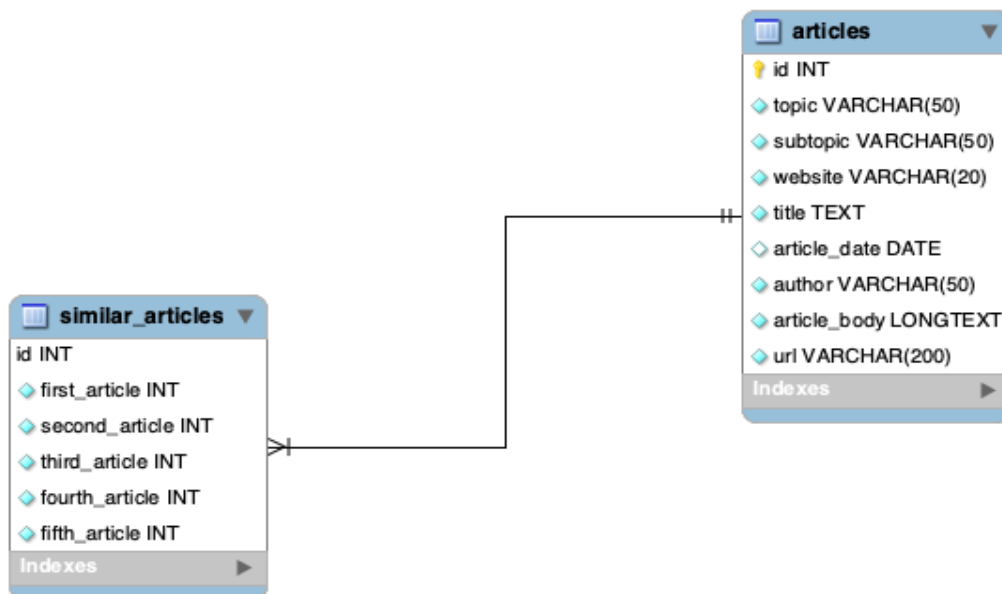 articles
id INT
topic VARCHAR(50)
subtopic VARCHAR(50)
website VARCHAR(20)
title TEXT
article_date DATE
author VARCHAR(50)
article_body LONGTEXT
url VARCHAR(200)
Indexes
similar_articles
id INT
first_article INT
second_article INT
third_article INT
fourth_article INT
fifth_article INT
Indexes